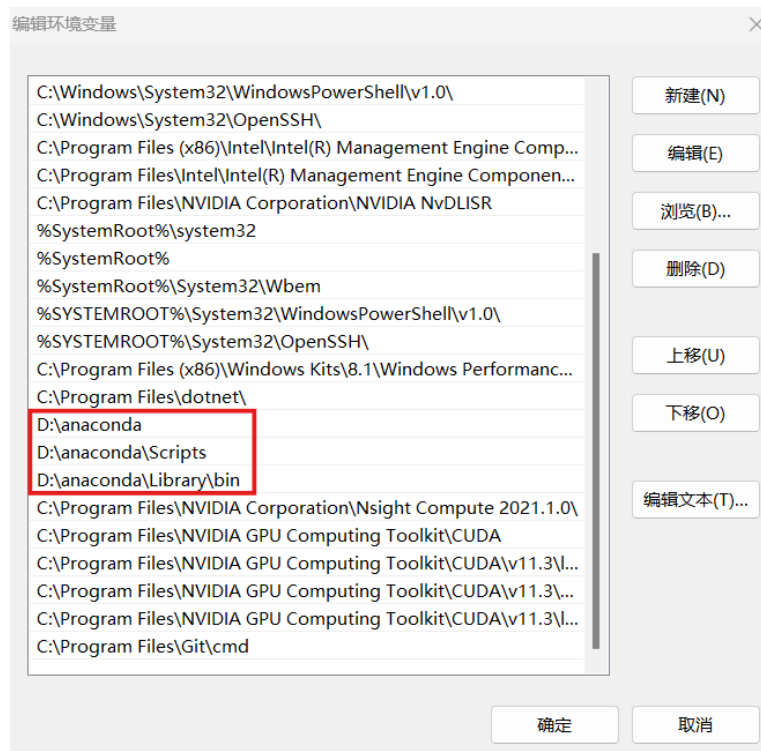 编辑环境变量
C:\Windows\System32\WindowsPowerShell\v1.0\
C:\Windows\System32\OpenSSH\
C:\Program Files (x86)\Intel\Intel(R) Management Engine Comp...
C:\Program Files\Intel\Intel(R) Management Engine Componen...
C:\Program Files\NVIDIA Corporation\NVIDIA NvDLISR
%SystemRoot%\system32
%SystemRoot%
%SystemRoot%\System32\Wbem
%SYSTEMROOT%\System32\WindowsPowerShell\v1.0\
%SYSTEMROOT%\System32\OpenSSH\
C:\Program Files (x86)\Windows Kits\8.1\Windows Performanc...
C:\Program Files\dotnet\
D:\anaconda
D:\anaconda\Scripts
D:\anaconda\Library\bin
C:\Program Files\NVIDIA Corporation\Nsight Compute 2021.1.0\
C:\Program Files\NVIDIA GPU Computing Toolkit\CUDA
C:\Program Files\NVIDIA GPU Computing Toolkit\CUDA\v11.3\l...
C:\Program Files\NVIDIA GPU Computing Toolkit\CUDA\v11.3\...
C:\Program Files\NVIDIA GPU Computing Toolkit\CUDA\v11.3\l...
C:\Program Files\Git\cmd
新建(N)
编辑(E)
浏览(B)...
删除(D)
上移(U)
下移(O)
编辑文本(T)...
确定
取消